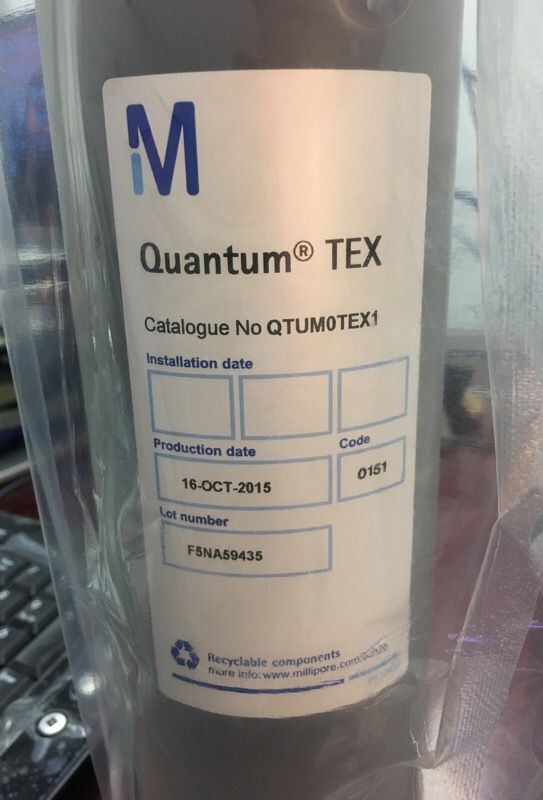 M
Quantum® TEX
Catalogue No QTUM0TEX1
Installation date
Production date
Code
16-OCT-2015
0151
Lot number
F5NA59435
Recyclable components
more info: www.millipore.com